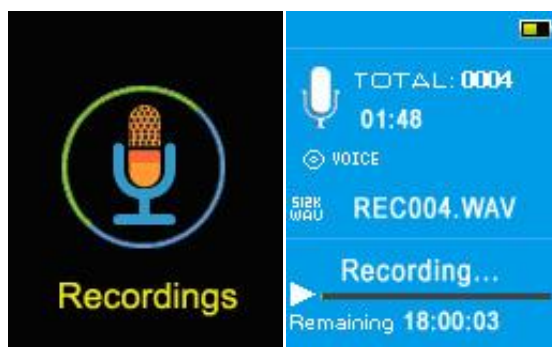 Recordings
TOTAL: 0004
01:48
VOICE
512K
WAV
REC004.WAV
Recording...
Remaining 18:00:03